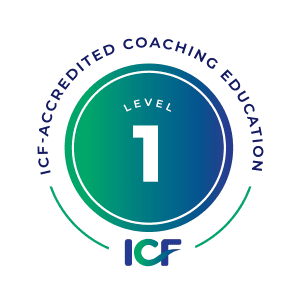 ICF-ACCREDITED COACHING EDUCATION
LEVEL
1
ICF